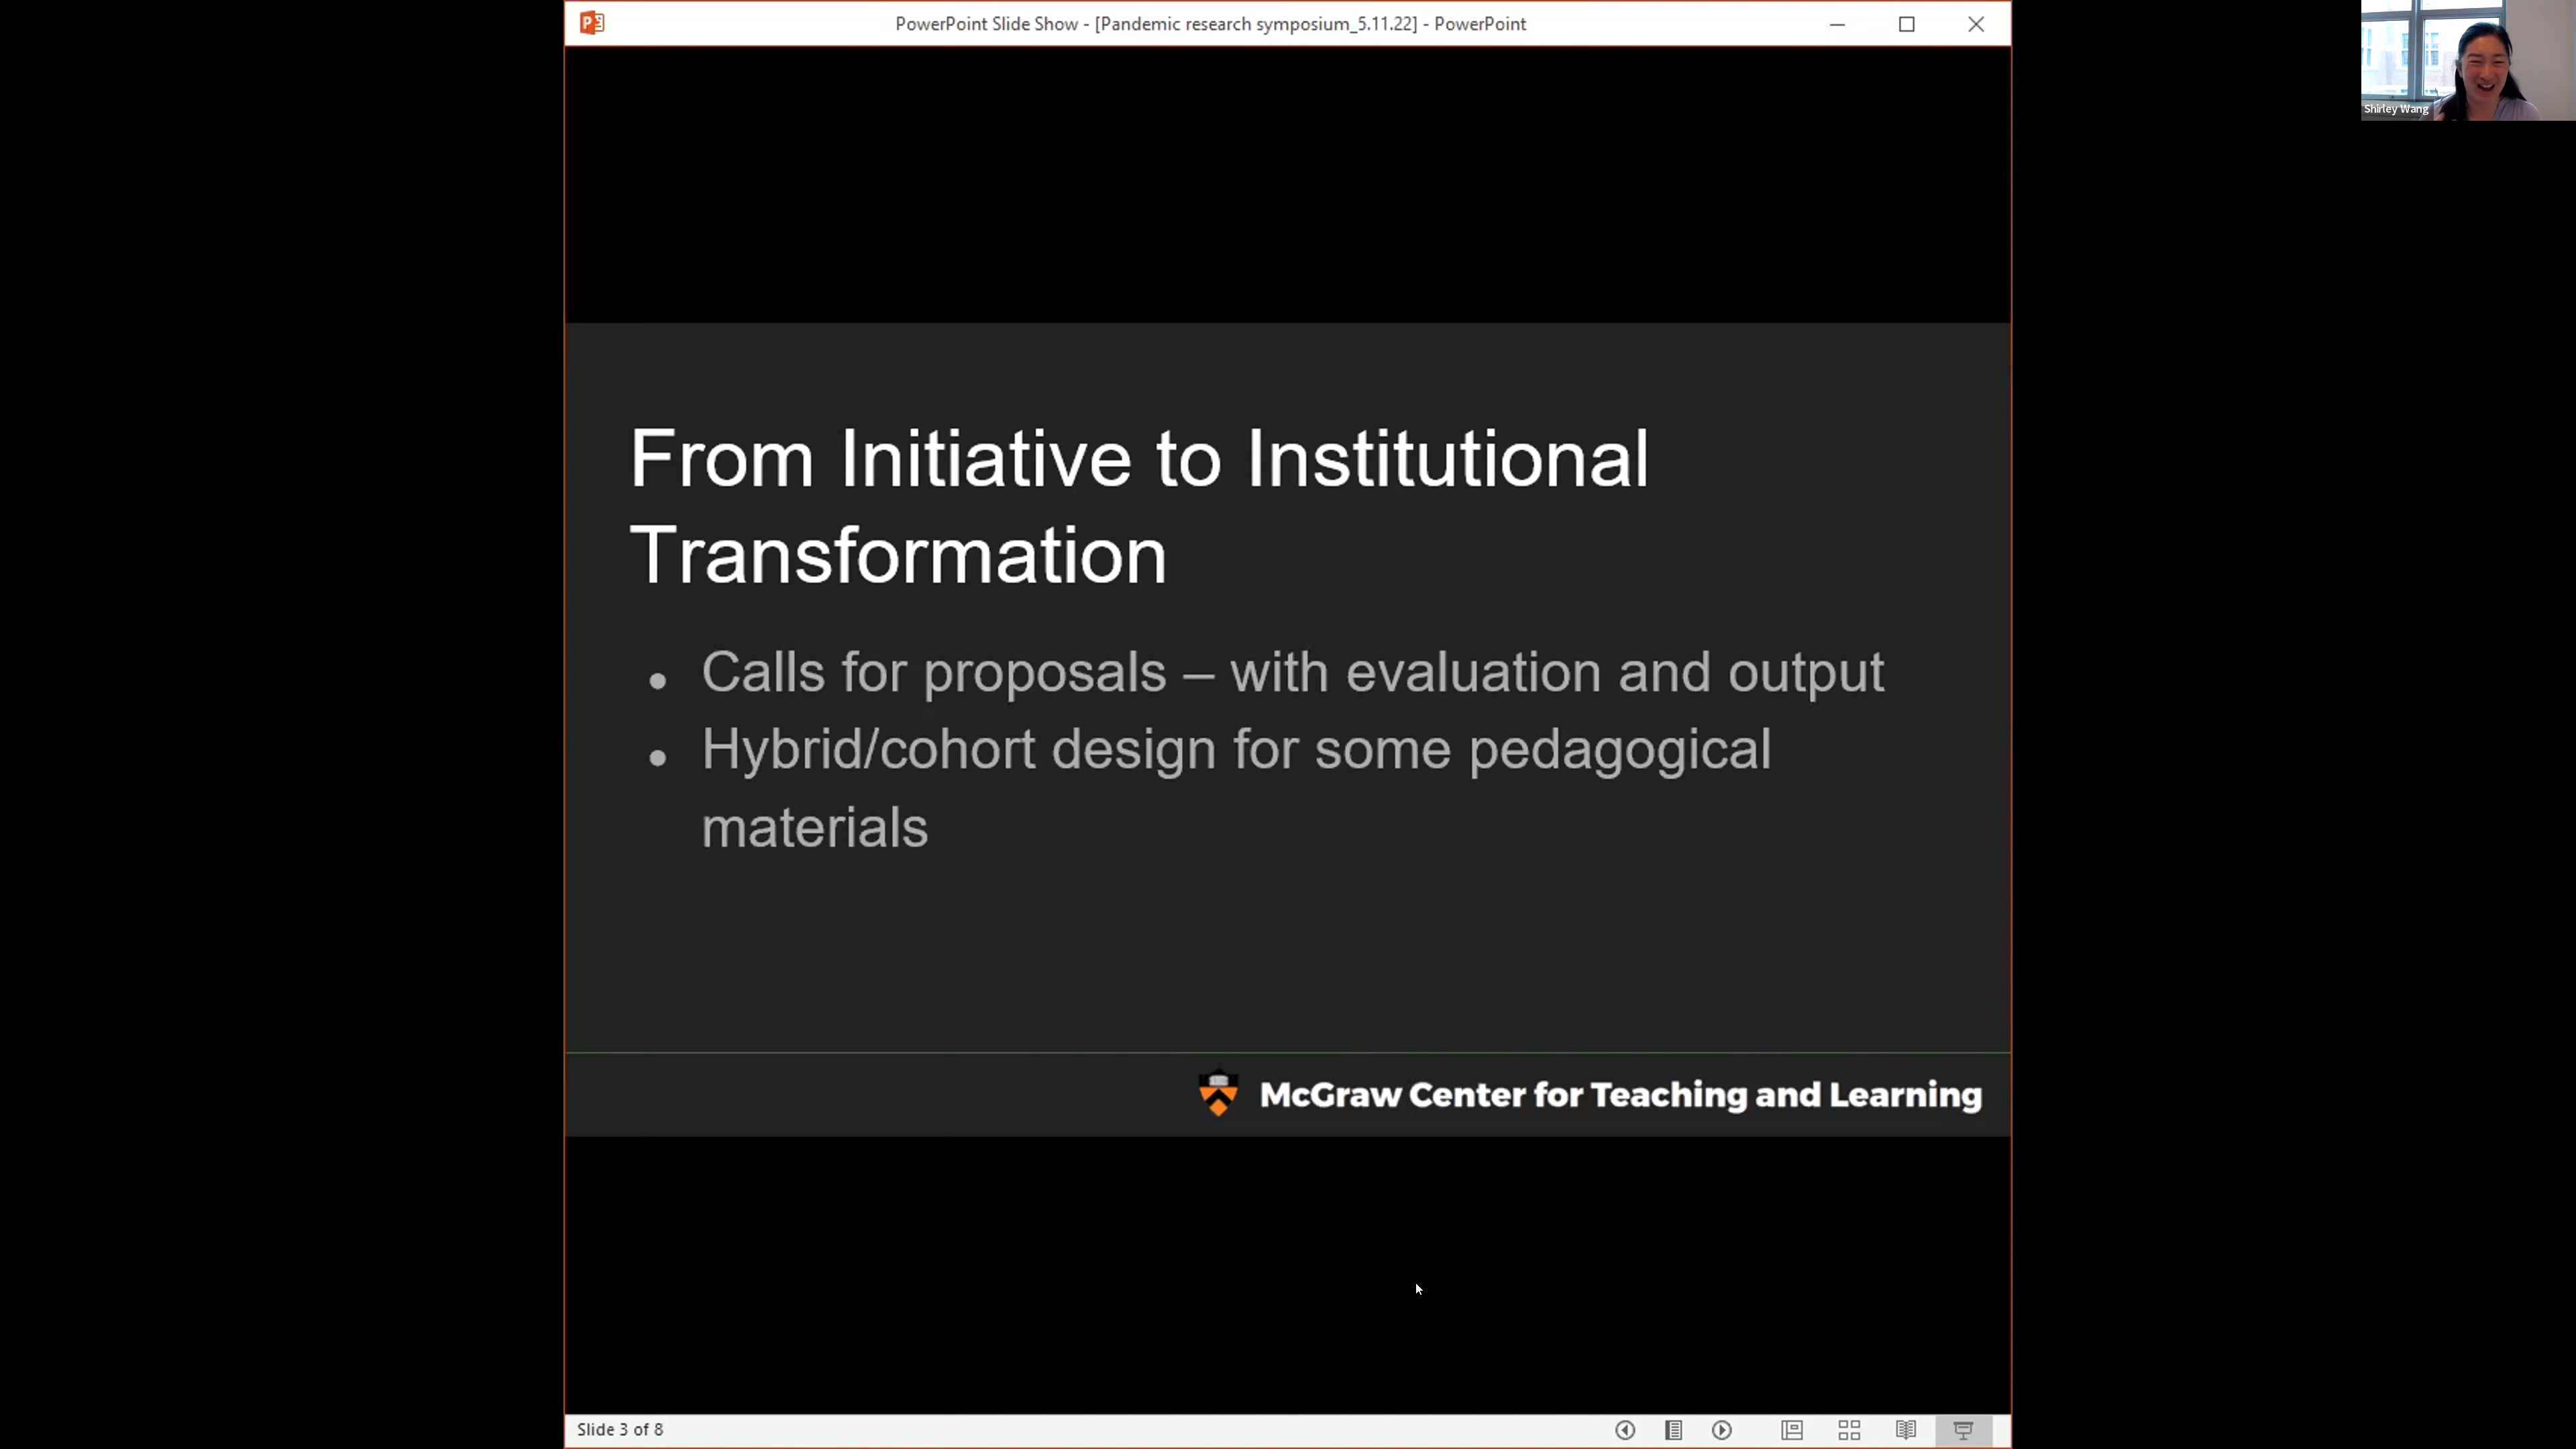 PowerPoint Slide Show - [Pandemic research symposium_5.11.22] - PowerPoint
Shirley Wang
From Initiative to Institutional
Transformation
• Calls for proposals – with evaluation and output
• Hybrid/cohort design for some pedagogical
materials
McGraw Center for Teaching and Learning
Slide 3 of 8